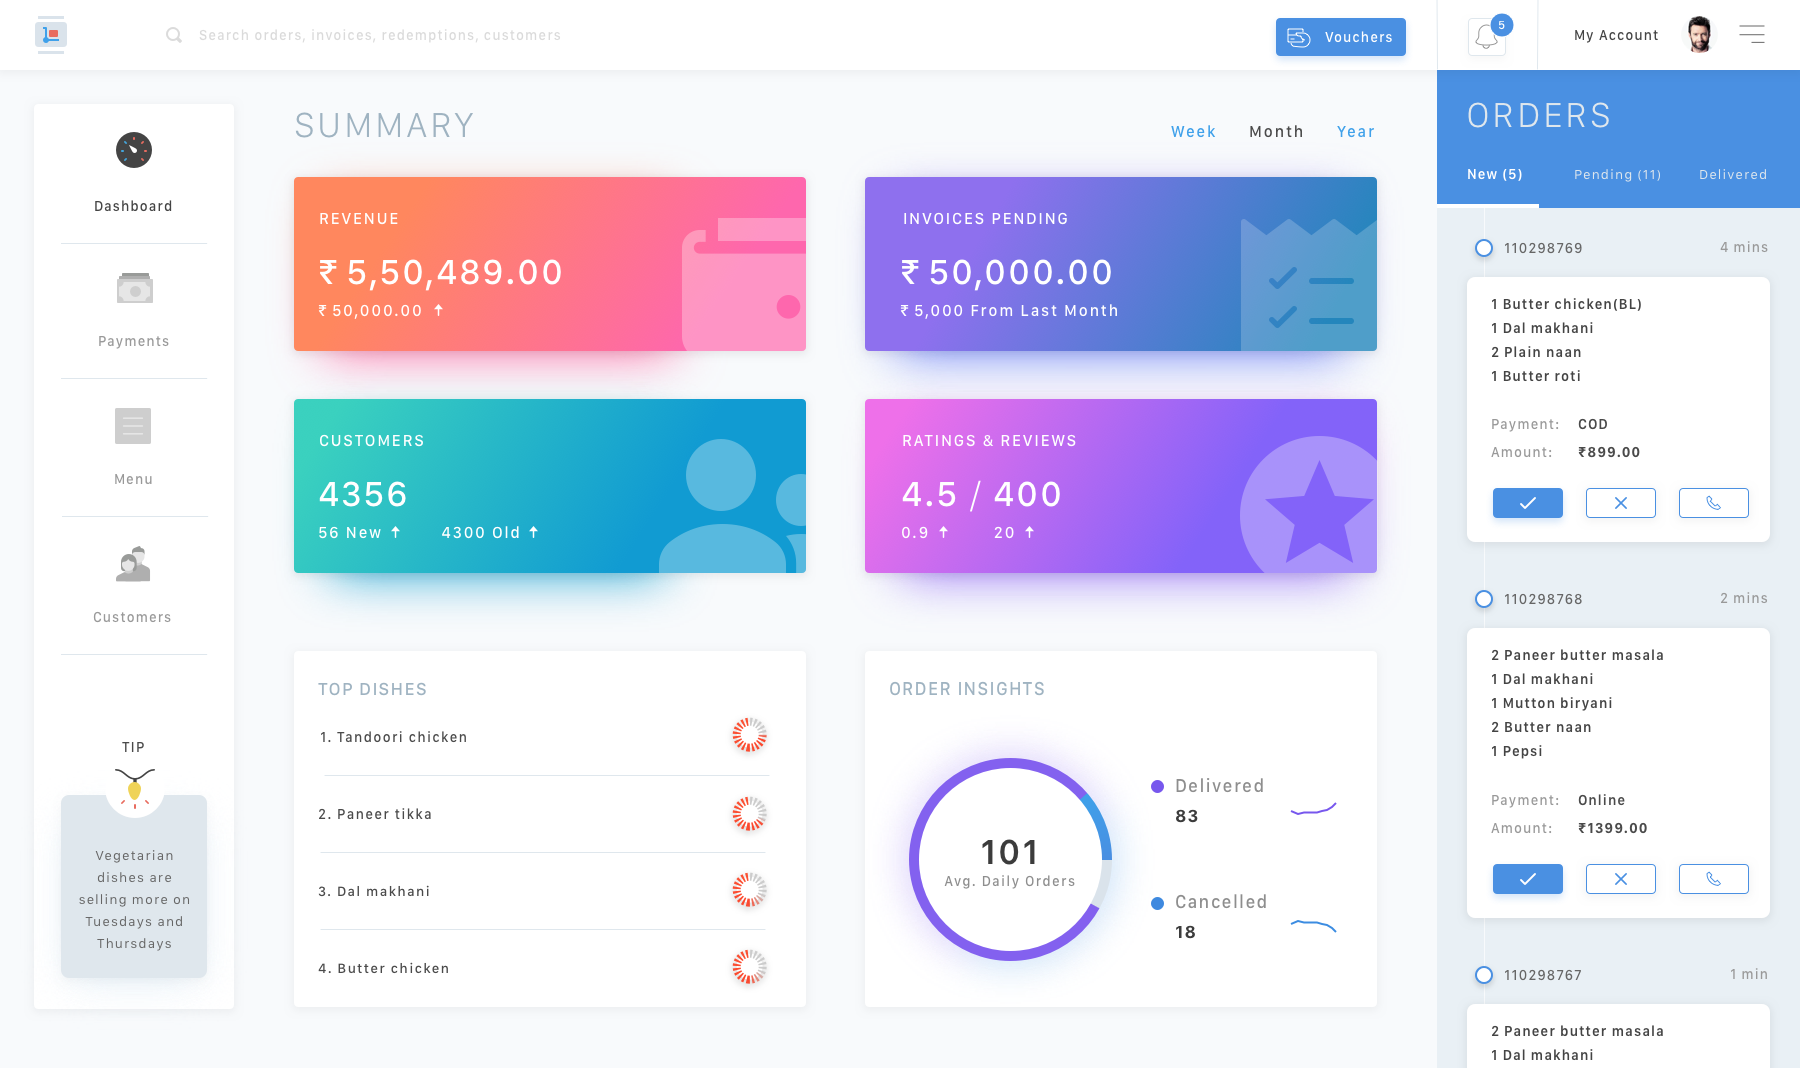 Search orders, invoices, redemptions, customers
Vouchers
5
My Account
Dashboard
Payments
Menu
Customers
TIP
Vegetarian
dishes are
selling more on
Tuesdays and
Thursdays
SUMMARY
Week
Month
Year
REVENUE
₹ 5,50,489.00
₹ 50,000.00
INVOICES PENDING
₹ 50,000.00
₹ 5,000 From Last Month
CUSTOMERS
4356
56 New
4300 Old
RATINGS & REVIEWS
4.5 / 400
0.9
20
TOP DISHES
1. Tandoori chicken
2. Paneer tikka
3. Dal makhani
4. Butter chicken
ORDER INSIGHTS
101
Avg. Daily Orders
Delivered
83
Cancelled
18
ORDERS
New (5)
Pending (11)
Delivered
110298769
4 mins
1 Butter chicken(BL)
1 Dal makhani
2 Plain naan
1 Butter roti
Payment: COD
Amount: ₹899.00
110298768
2 mins
2 Paneer butter masala
1 Dal makhani
1 Mutton biryani
2 Butter naan
1 Pepsi
Payment: Online
Amount: ₹1399.00
110298767
1 min
2 Paneer butter masala
1 Dal makhani